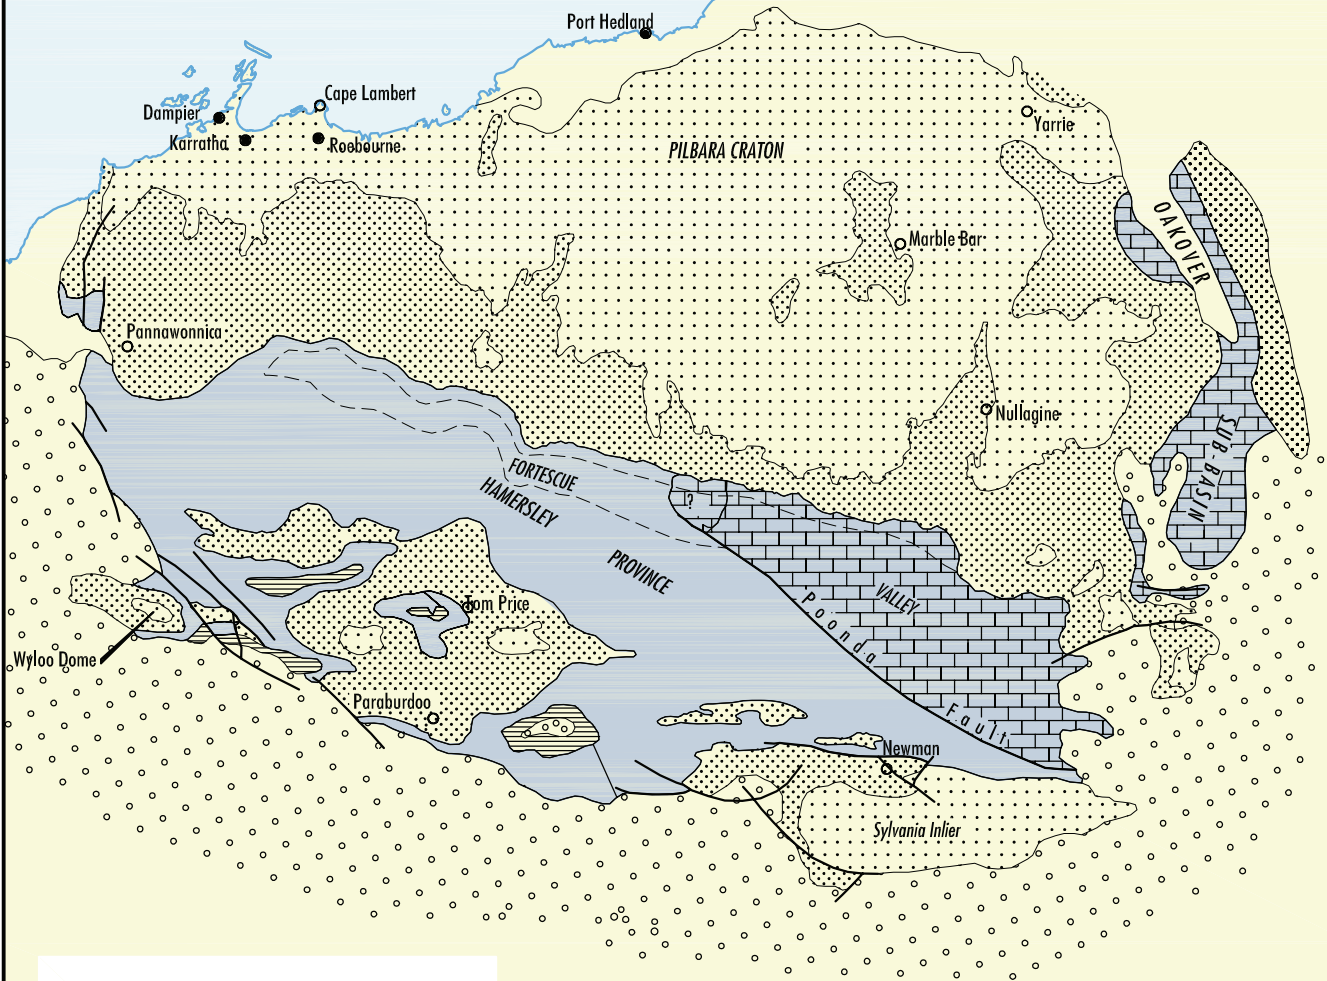 Port Hedland
Cape Lambert
Dampier
Karratha
Roebourne
Yarrie
PILBARA CRATON
OAKOVER
Marble Bar
Pannawonnica
Nullagine
SUB-BASIN
FORTESCUE
HAMERSLEY
?
PROVINCE
VALLEY
Poonda
Tom Price
Wyloo Dome
Paraburdoo
Fault
Newman
Sylvania Inlier